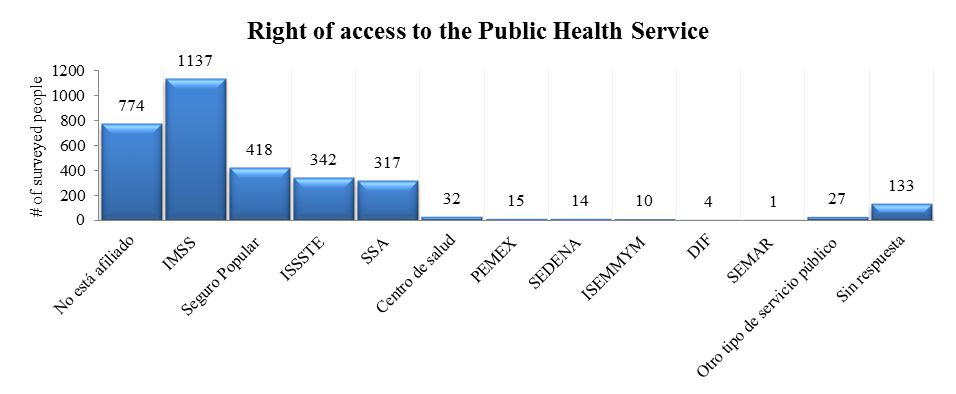 Right of access to the Public Health Service
# of surveyed people
1200
1000
800
600
400
200
0
774
1137
418
342
317
32
15
14
10
4
1
27
133
No está afiliado
IMSS
Seguro Popular
ISSSTE
SSA
Centro de salud
PEMEX
SEDENA
ISEMMYM
DIF
SEMAR
Otro tipo de servicio público
Sin respuesta